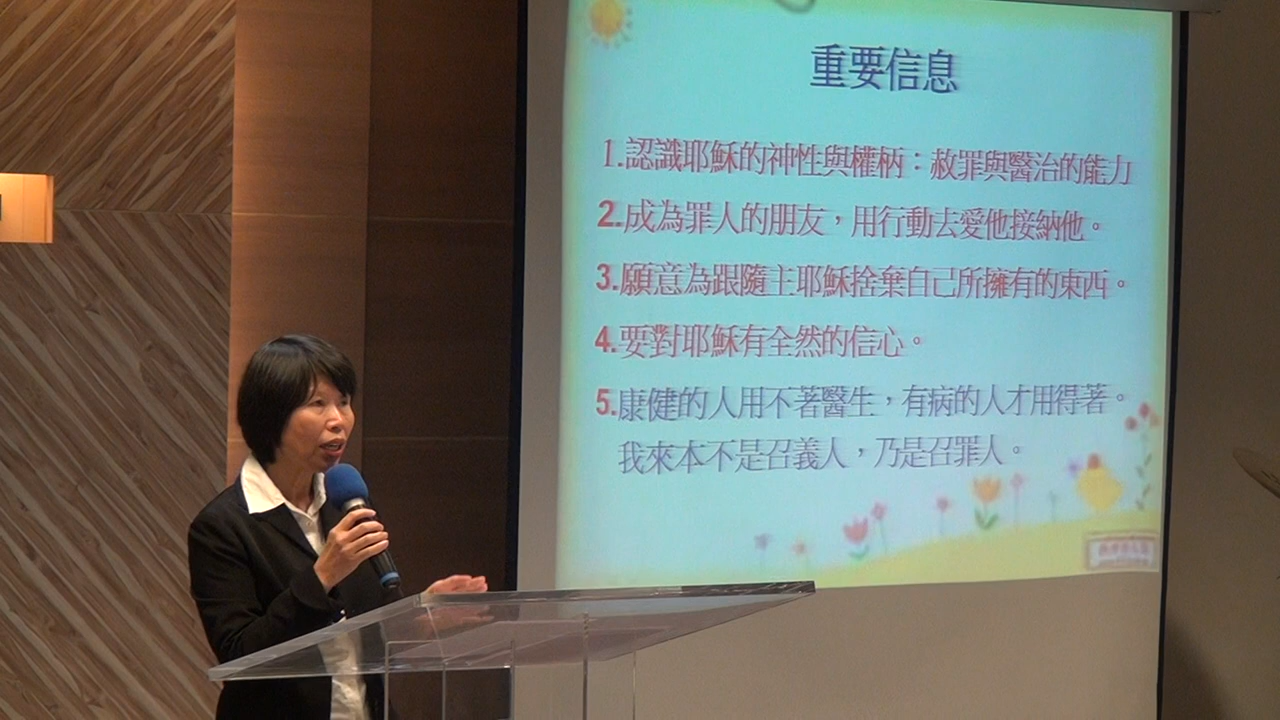 重要信息
1.認識耶穌的神性與權柄：赦罪與醫治的能力
2.成為罪人的朋友，用行動去愛他接納他。
3.願意為跟隨主耶穌捨棄自己所擁有的東西。
4.要對耶穌有全然的信心。
5.康健的人用不著醫生，有病的人才用得著。
我來本不是召義人，乃是召罪人。